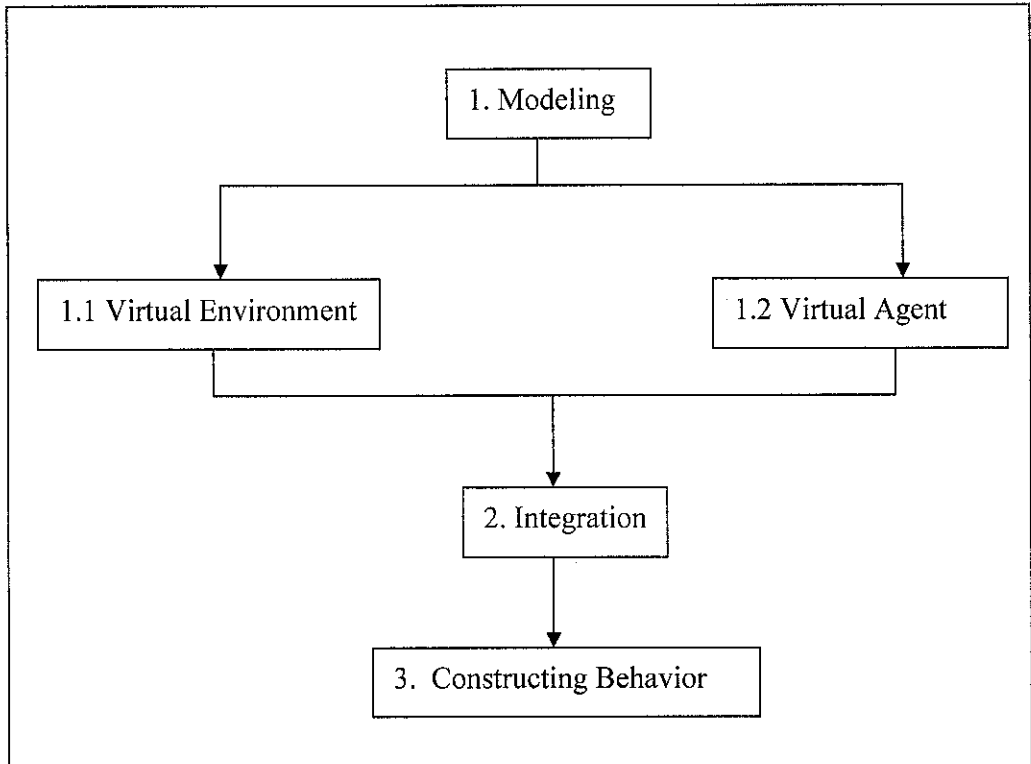 1. Modeling
1.1 Virtual Environment
1.2 Virtual Agent
2. Integration
3. Constructing Behavior